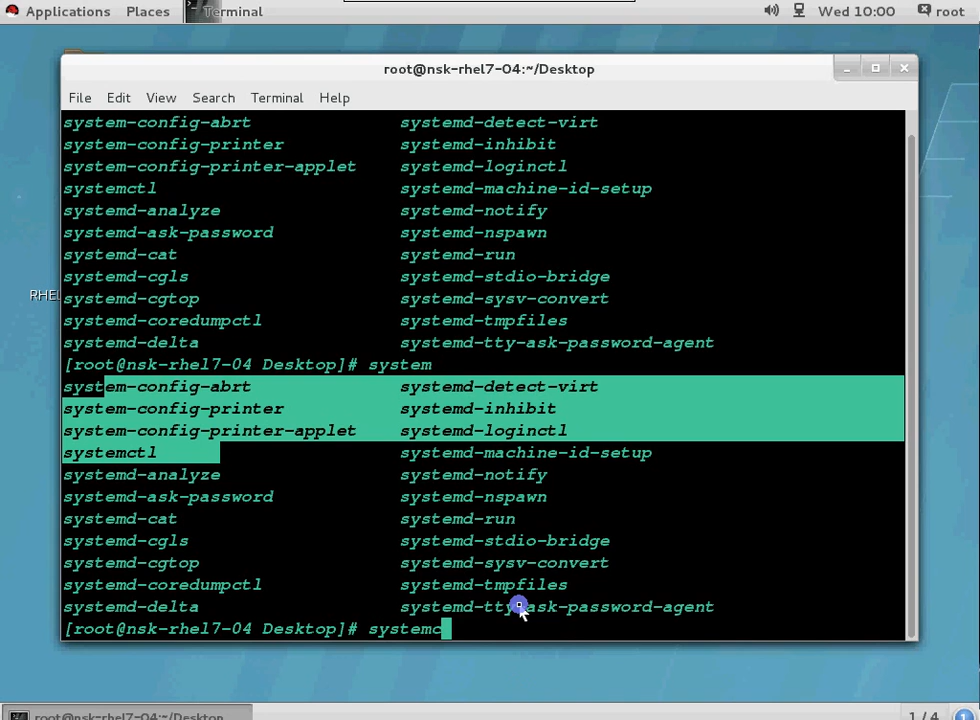 Applications Places Terminal Wed 10:00 root
root@nsk-rhel7-04:~/Desktop
File Edit View Search Terminal Help
system-config-abrt systemd-detect-virt
system-config-printer systemd-inhibit
system-config-printer-applet systemd-loginctl
systemctl systemd-machine-id-setup
systemd-analyze systemd-notify
systemd-ask-password systemd-nspawn
systemd-cat systemd-run
systemd-cgls systemd-stdio-bridge
systemd-cgtop systemd-sysv-convert
systemd-coredumpctl systemd-tmpfiles
systemd-delta systemd-tty-ask-password-agent
[root@nsk-rhel7-04 Desktop]# system
system-config-abrt systemd-detect-virt
system-config-printer systemd-inhibit
system-config-printer-applet systemd-loginctl
systemctl systemd-machine-id-setup
systemd-analyze systemd-notify
systemd-ask-password systemd-nspawn
systemd-cat systemd-run
systemd-cgls systemd-stdio-bridge
systemd-cgtop systemd-sysv-convert
systemd-coredumpctl systemd-tmpfiles
systemd-delta systemd-tty-ask-password-agent
[root@nsk-rhel7-04 Desktop]# systemc
RHEL
root@nsk-rhel7-04:~/Desktop 1 / 4 1